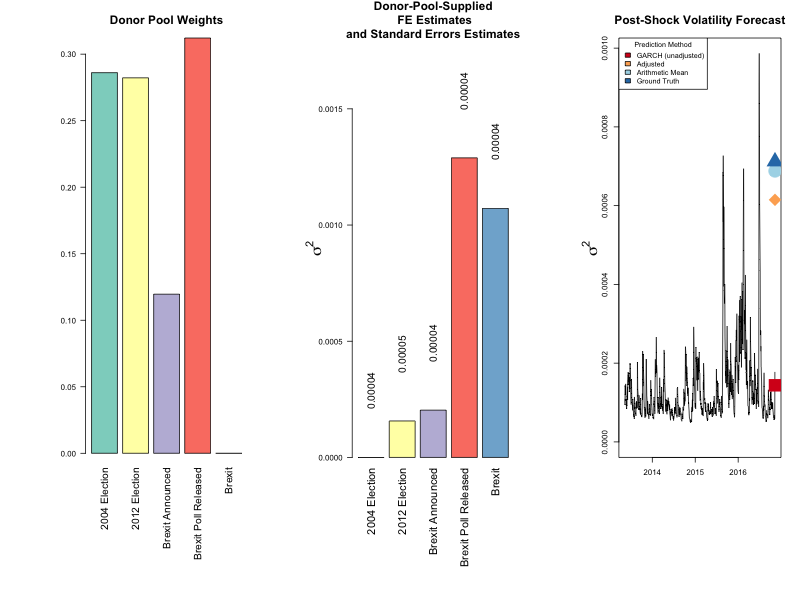 Donor Pool Weights
0.30
0.25
0.20
0.15
0.10
0.05
0.00
2004 Election
2012 Election
Brexit Announced
Brexit Poll Released
Brexit
Donor-Pool-Supplied
FE Estimates
and Standard Errors Estimates
σ2
0.0015
0.0010
0.0005
0.0000
0.00004
0.00005
0.00004
0.00004
0.00004
2004 Election
2012 Election
Brexit Announced
Brexit Poll Released
Brexit
Post-Shock Volatility Forecast
Prediction Method
GARCH (unadjusted)
Adjusted
Arithmetic Mean
Ground Truth
σ2
0.0010
0.0008
0.0006
0.0004
0.0002
0.0000
2014
2015
2016